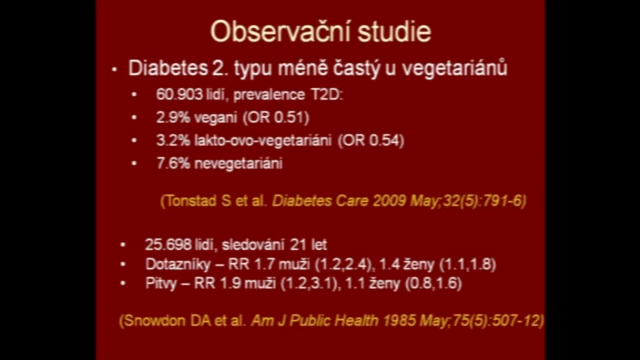 Observační studie
• Diabetes 2. typu méně častý u vegetariánů
• 60.903 lidí, prevalence T2D:
• 2.9% vegani (OR 0.51)
• 3.2% lakto-ovo-vegetariáni (OR 0.54)
• 7.6% nevegetariáni
(Tonstad S et al. Diabetes Care 2009 May;32(5):791-6)
• 25.698 lidí, sledování 21 let
• Dotazníky – RR 1.7 muži (1.2,2.4), 1.4 ženy (1.1,1.8)
• Pitvy – RR 1.9 muži (1.2,3.1), 1.1 ženy (0.8,1.6)
(Snowdon DA et al. Am J Public Health 1985 May;75(5):507-12)